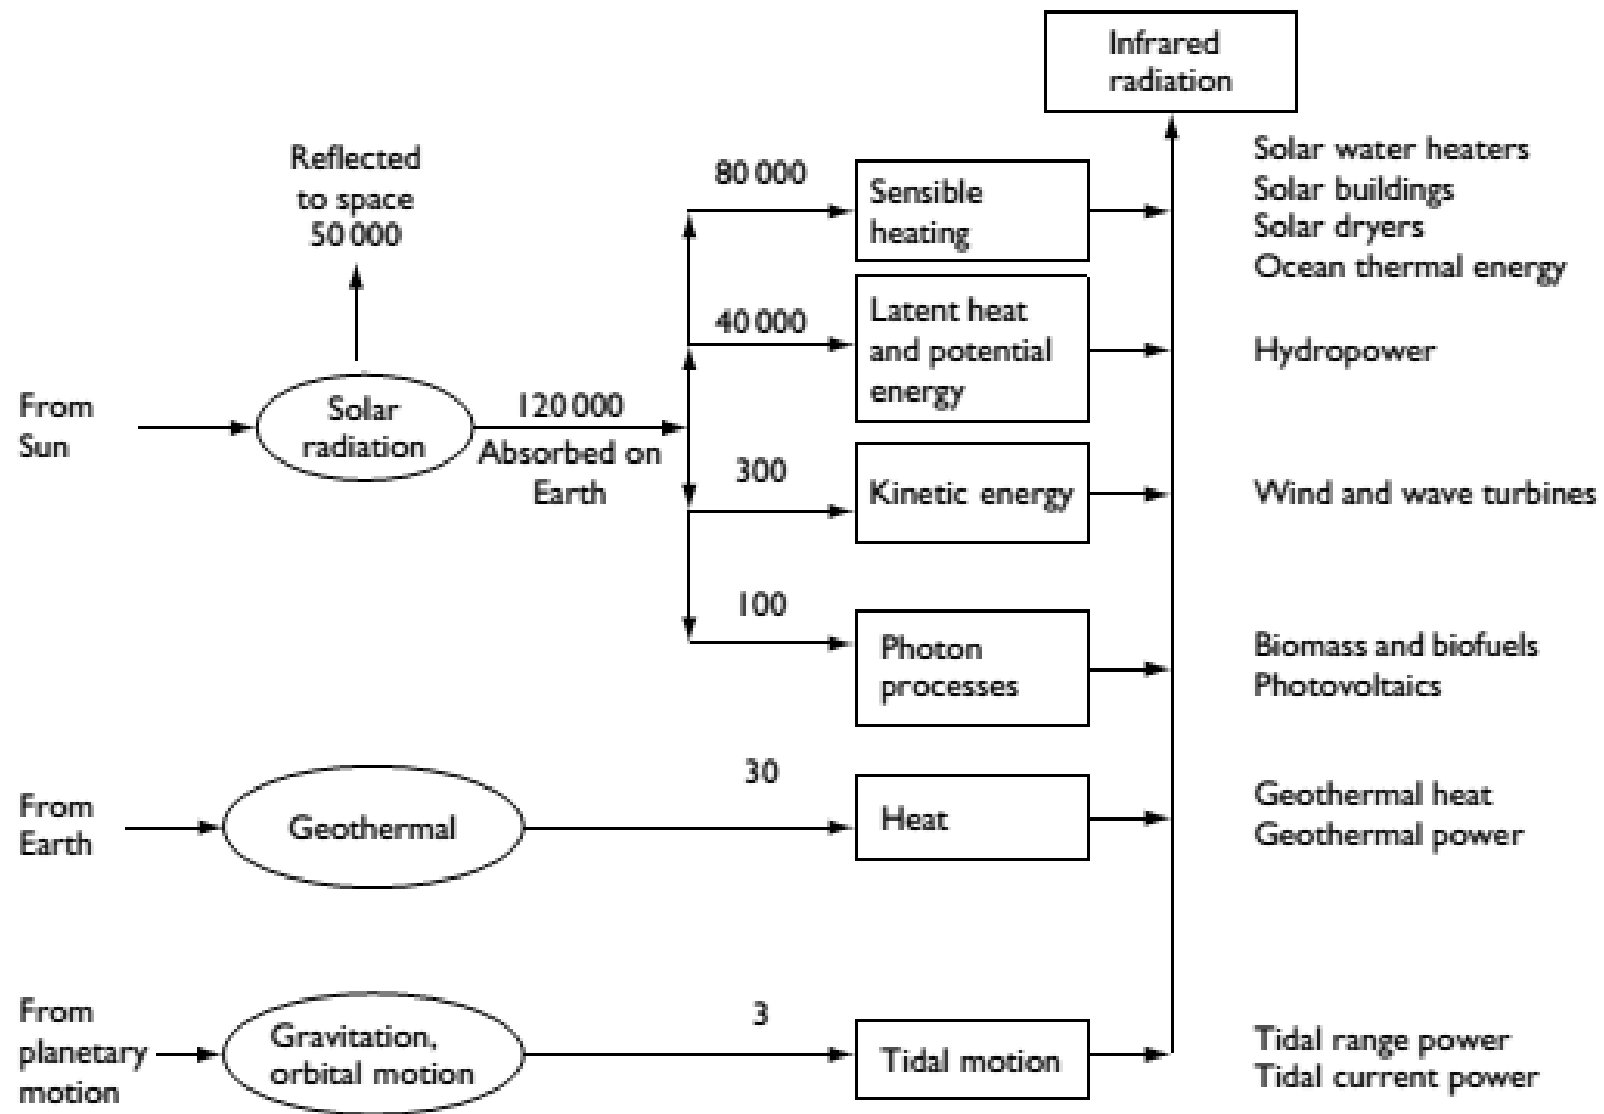 Infrared
radiation
Reflected
to space
50 000
80 000
Sensible
heating
Solar water heaters
Solar buildings
Solar dryers
Ocean thermal energy
40 000
Latent heat
and potential
energy
Hydropower
From
Sun
Solar
radiation
120 000
Absorbed on
Earth
300
Kinetic energy
Wind and wave turbines
100
Photon
processes
Biomass and biofuels
Photovoltaics
From
Earth
Geothermal
30
Heat
Geothermal heat
Geothermal power
From
planetary
motion
Gravitation,
orbital motion
3
Tidal motion
Tidal range power
Tidal current power